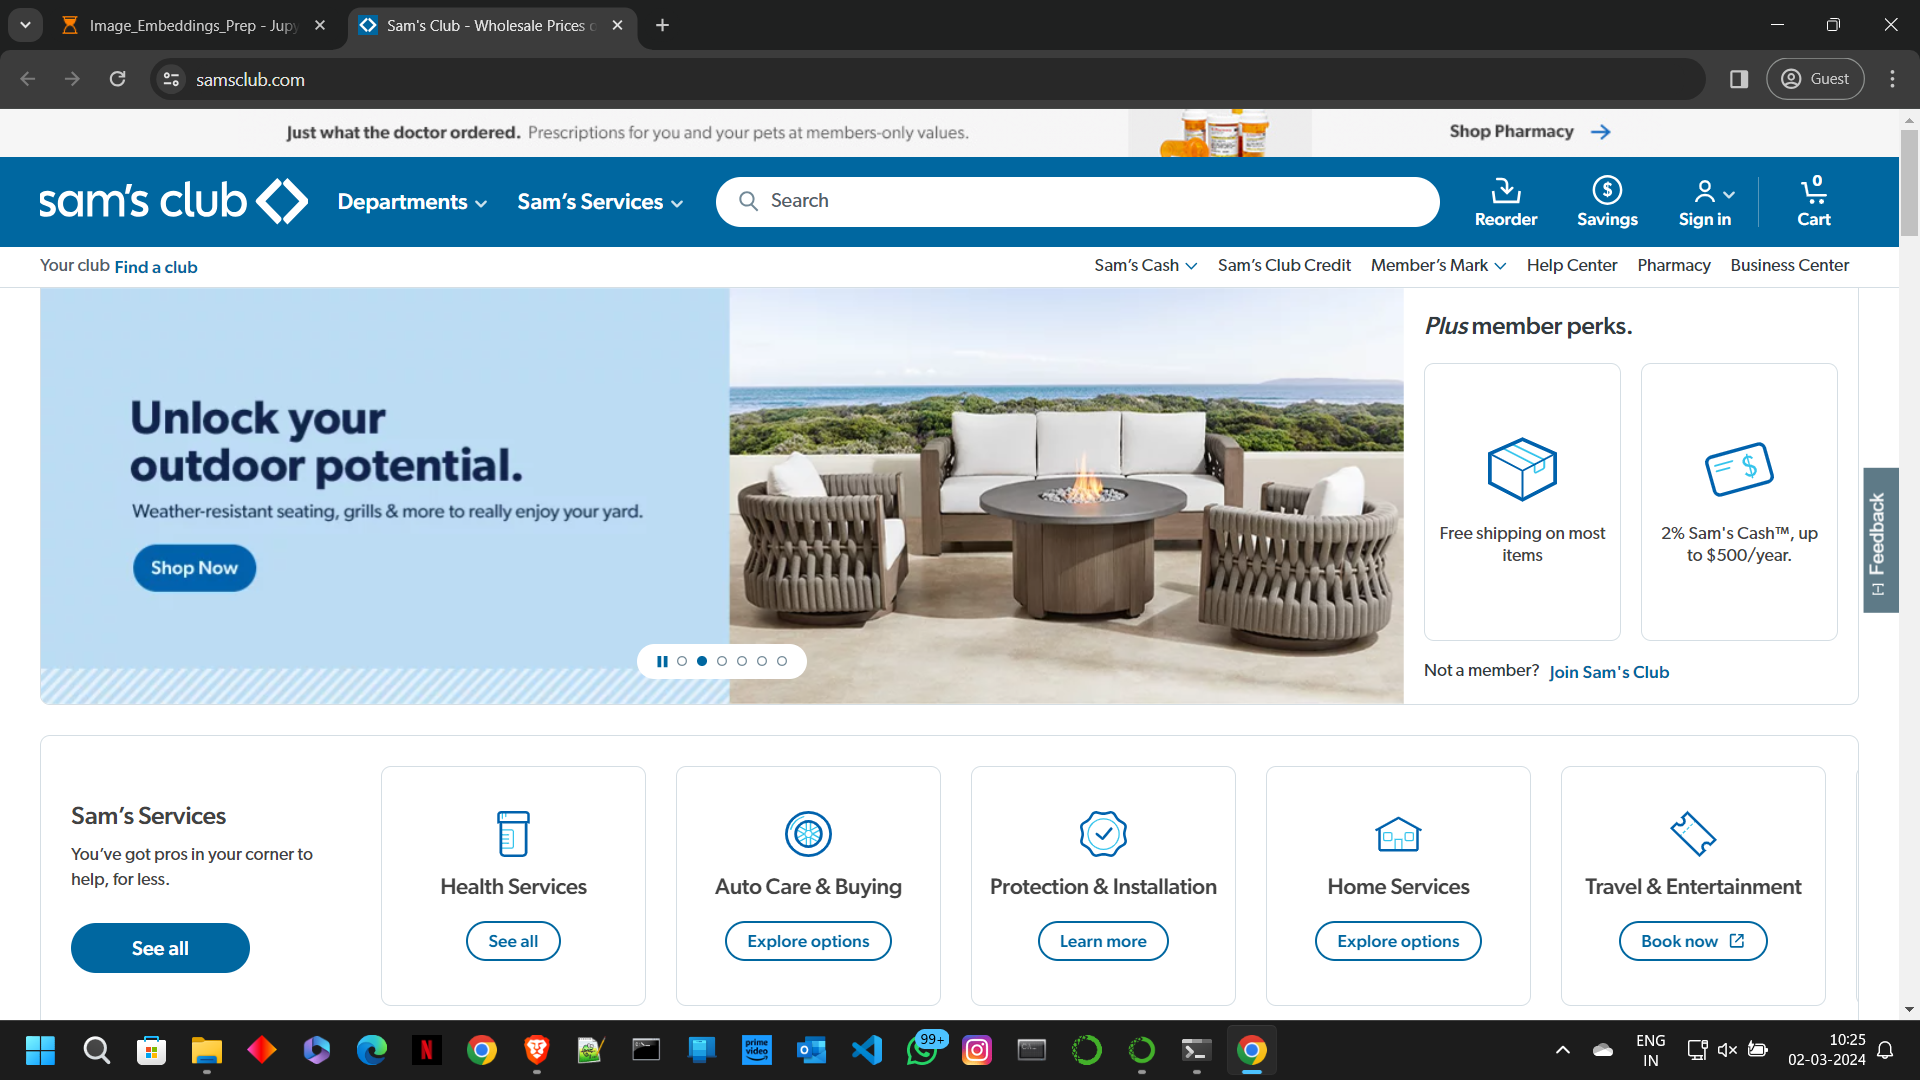 Image_Embeddings_Prep - Jupy
Sam's Club - Wholesale Prices o
samsclub.com
Guest
Just what the doctor ordered. Prescriptions for you and your pets at members-only values.
Shop Pharmacy
sam's club
Departments
Sam's Services
Search
Reorder
$
Savings
Sign in
0
Cart
Your club Find a club
Sam's Cash
Sam's Club Credit
Member's Mark
Help Center
Pharmacy
Business Center
Unlock your
outdoor potential.
Weather-resistant seating, grills & more to really enjoy your yard.
Shop Now
Plus member perks.
Free shipping on most
items
$
2% Sam's Cash™, up
to $500/year.
Not a member? Join Sam's Club
[-] Feedback
Sam's Services
You've got pros in your corner to
help, for less.
See all
Health Services
See all
Auto Care & Buying
Explore options
Protection & Installation
Learn more
Home Services
Explore options
Travel & Entertainment
Book now
N
prime
video
99+
ENG
IN
10:25
02-03-2024